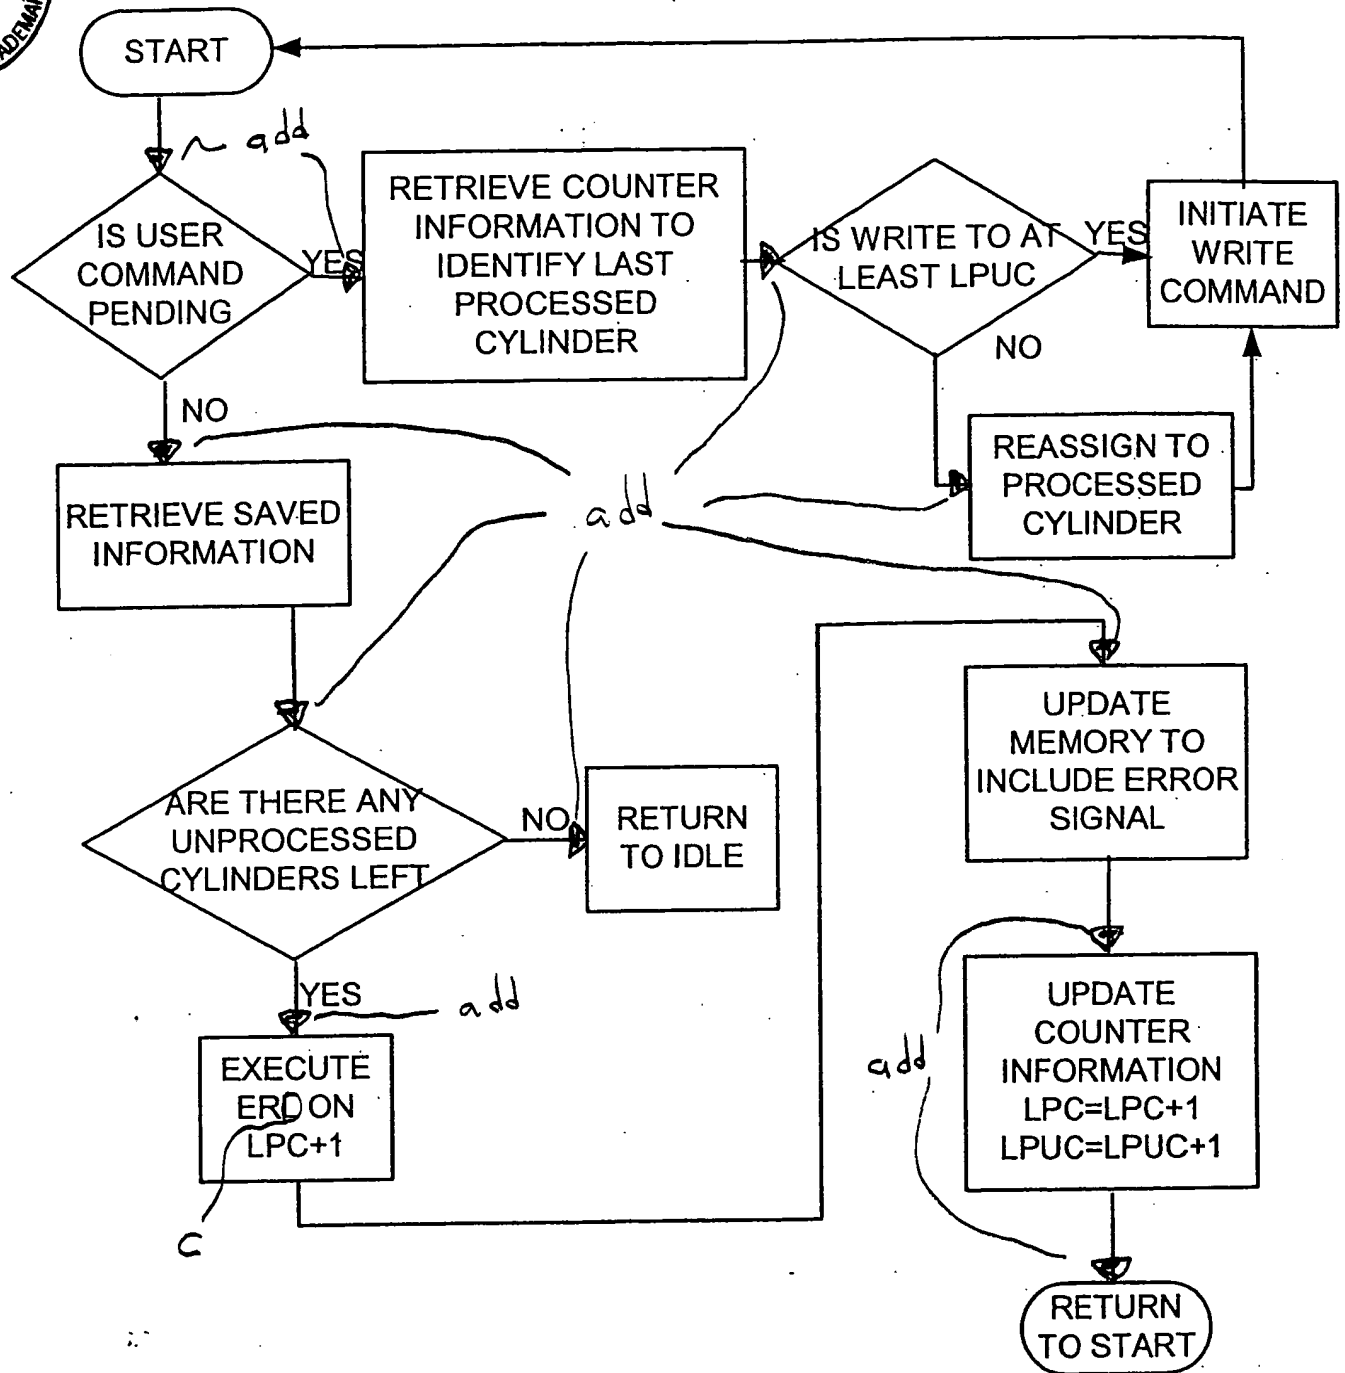 ADEMAR
START
add
IS USER
COMMAND
PENDING
YES
RETRIEVE COUNTER
INFORMATION TO
IDENTIFY LAST
PROCESSED
CYLINDER
IS WRITE TO AT
LEAST LPUC
YES
INITIATE
WRITE
COMMAND
NO
NO
REASSIGN TO
PROCESSED
CYLINDER
RETRIEVE SAVED
INFORMATION
add
UPDATE
MEMORY TO
INCLUDE ERROR
SIGNAL
ARE THERE ANY
UNPROCESSED
CYLINDERS LEFT
NO
RETURN
TO IDLE
YES
add
EXECUTE
ERD ON
LPC+1
C
add
UPDATE
COUNTER
INFORMATION
LPC=LPC+1
LPUC=LPUC+1
RETURN
TO START